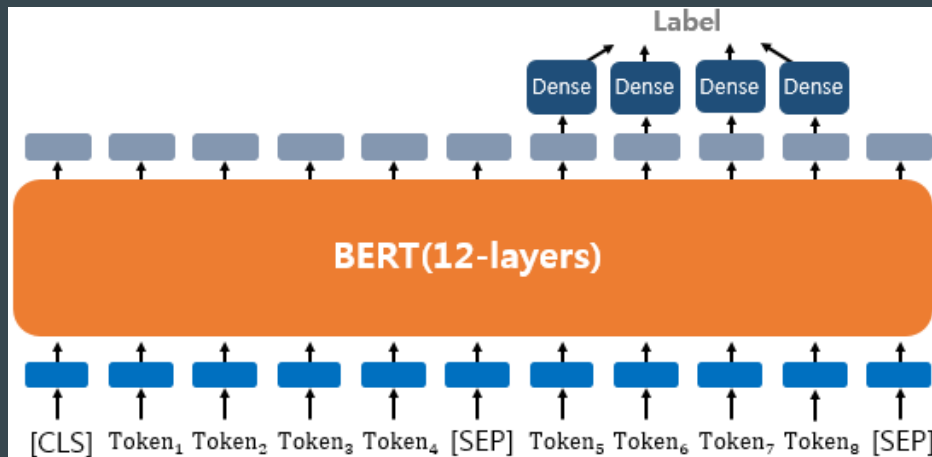 Label
Dense Dense Dense Dense
BERT(12-layers)
[CLS] Token₁ Token₂ Token₃ Token₄ [SEP] Token₅ Token₆ Token₇ Token₈ [SEP]